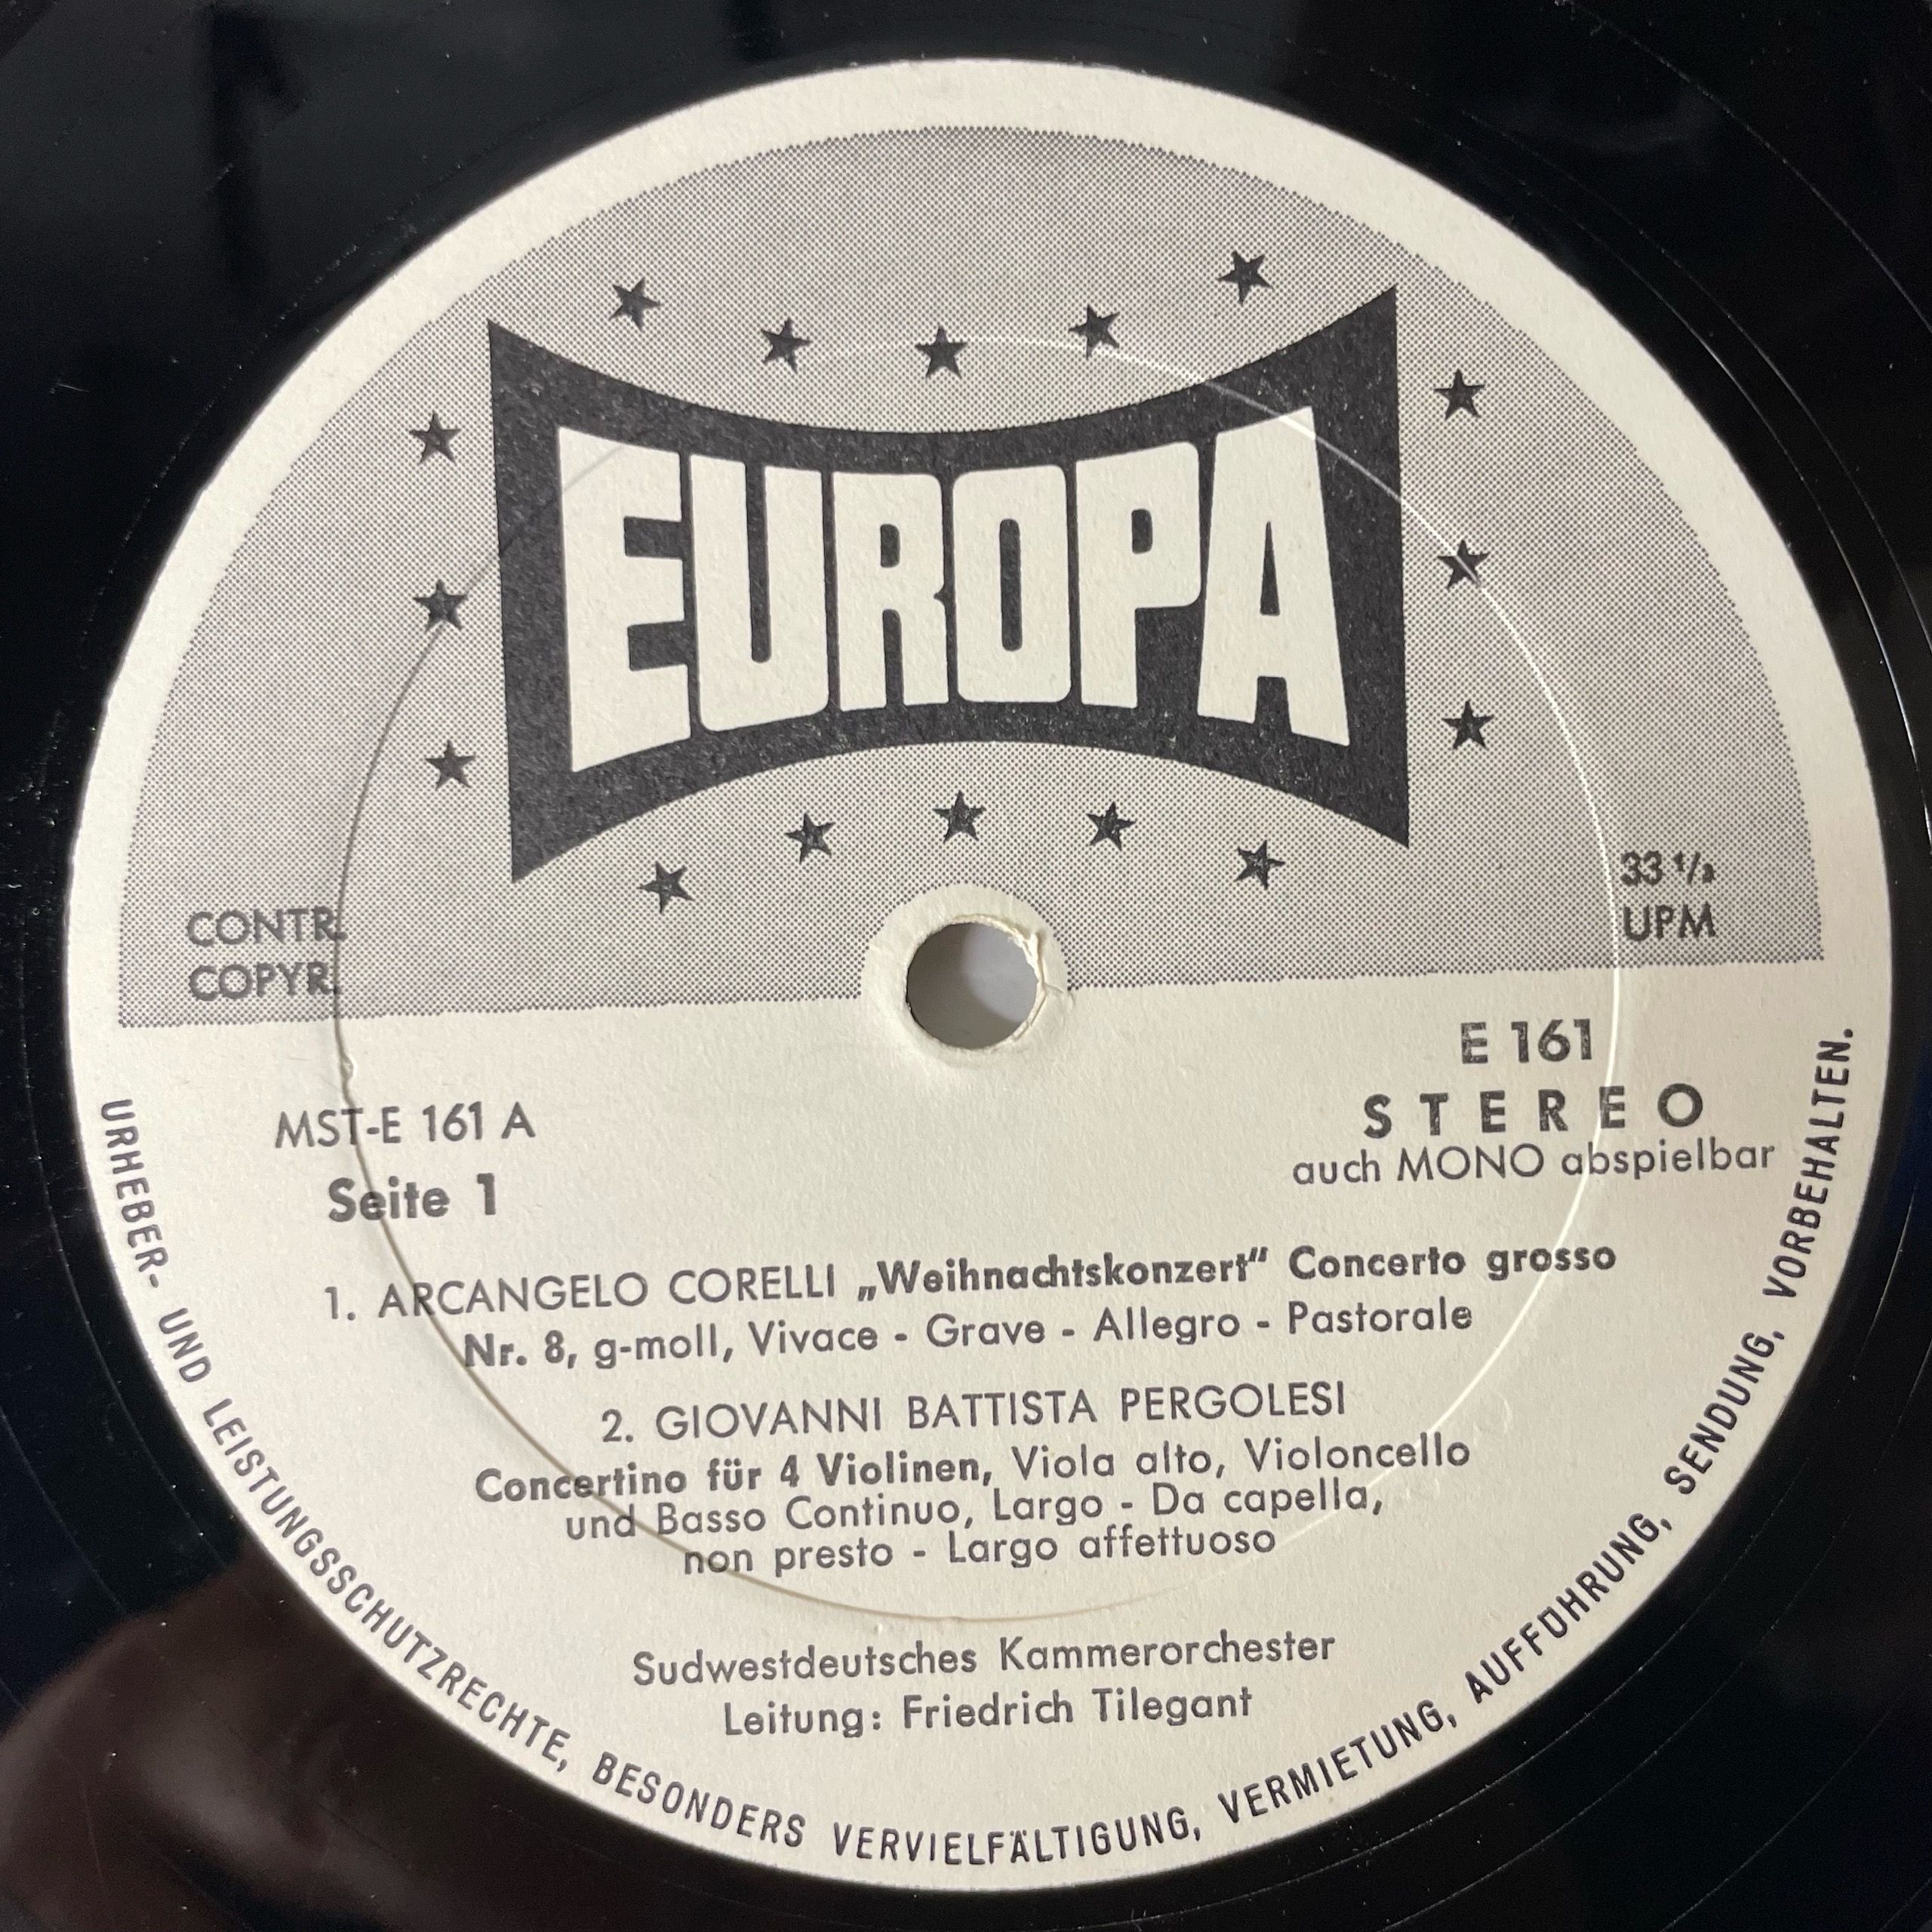 EUROPA
CONTR.
COPYR.
33 1/3
UPM
E 161
STEREO
auch MONO abspielbar
MST-E 161 A
Seite 1
1. ARCANGELO CORELLI „Weihnachtskonzert“ Concerto grosso
Nr. 8, g-moll, Vivace - Grave - Allegro - Pastorale
2. GIOVANNI BATTISTA PERGOLESI
Concertino für 4 Violinen, Viola alto, Violoncello
und Basso Continuo, Largo - Da capella,
non presto - Largo affettuoso
Sudwestdeutsches Kammerorchester
Leitung: Friedrich Tilegant
URHEBER- UND LEISTUNGSSCHUTZRECHTE, BESONDERS VERVIELFÄLTIGUNG, VERMIETUNG, AUFFÜHRUNG, SENDUNG, VORBEHALTEN.